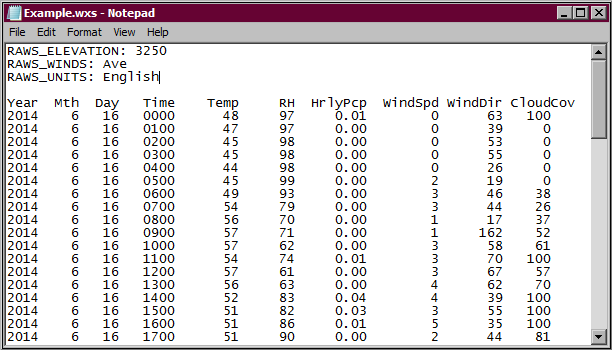 Example.wxs - Notepad
File Edit Format View Help
RAWS_ELEVATION: 3250
RAWS_WINDS: Ave
RAWS_UNITS: English
Year Mth Day Time Temp RH HrlyPcp WindSpd WindDir CloudCov
2014 6 16 0000 48 97 0.01 0 63 100
2014 6 16 0100 47 97 0.00 0 39 0
2014 6 16 0200 45 98 0.00 0 53 0
2014 6 16 0300 45 98 0.00 0 55 0
2014 6 16 0400 44 98 0.00 0 26 0
2014 6 16 0500 45 99 0.00 2 19 0
2014 6 16 0600 49 93 0.00 3 46 38
2014 6 16 0700 54 79 0.00 3 44 26
2014 6 16 0800 56 70 0.00 1 17 37
2014 6 16 0900 57 71 0.00 1 162 52
2014 6 16 1000 57 62 0.00 3 58 61
2014 6 16 1100 54 74 0.01 3 70 100
2014 6 16 1200 57 61 0.00 3 67 57
2014 6 16 1300 56 63 0.00 4 62 70
2014 6 16 1400 52 83 0.04 4 39 100
2014 6 16 1500 51 82 0.03 3 55 100
2014 6 16 1600 51 86 0.01 5 35 100
2014 6 16 1700 51 90 0.00 2 44 81